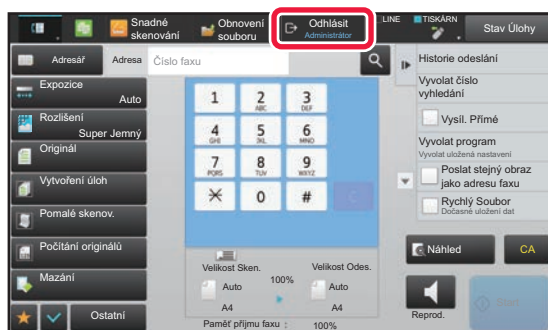 Snadné skenování
Obnovení souboru
Odhlásit
Administrátor
LINE
TISKÁRN
Stav Úlohy
Adresář
Adresa
Číslo faxu
Historie odeslání
Expozice
Auto
Vyvolat číslo vyhledání
Rozlišení
Super Jemný
Vysíl. Přímé
Originál
Vyvolat program
Vyvolat uložená nastavení
Vytvoření úloh
Poslat stejný obraz jako adresu faxu
Pomalé skenov.
Rychlý Soubor
Dočasné uložení dat
Počítání originálů
Mazání
Ostatní
1
2
ABC
3
DEF
4
GHI
5
JKL
6
MNO
7
PQRS
8
TUV
9
WXYZ
0
#
C
Velikost Sken.
Velikost Odes.
100%
Auto
Auto
A4
A4
Paměť příjmu faxu : 100%
Náhled
CA
Reprod.
Start